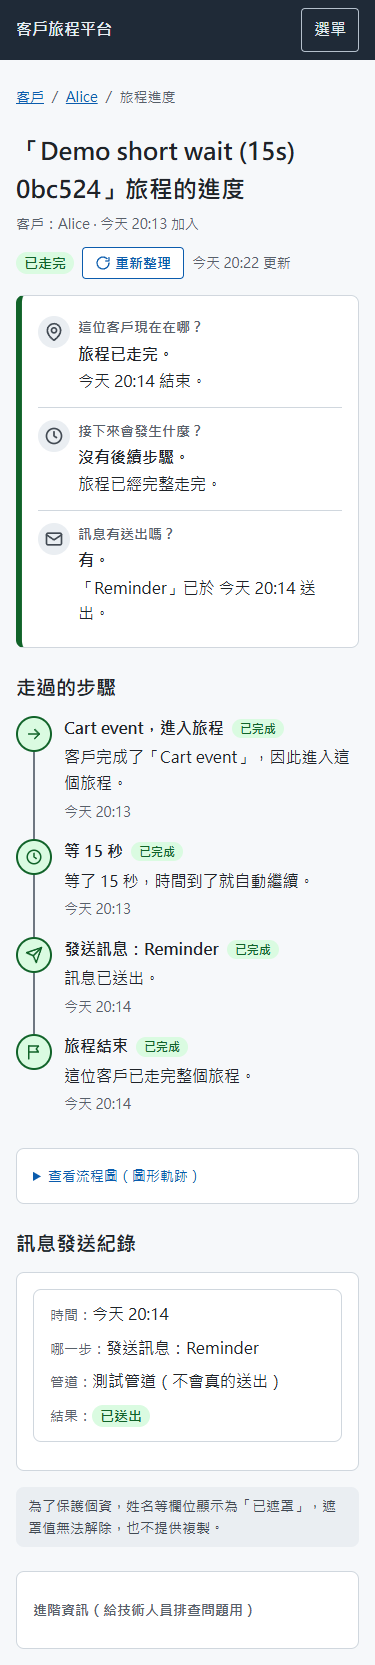 客戶旅程平台
選單
客戶 / Alice / 旅程進度
「Demo short wait (15s)
0bc524」旅程的進度
客戶：Alice · 今天 20:13 加入
已走完
重新整理
今天 20:22 更新
這位客戶現在在哪？
旅程已走完。
今天 20:14 結束。
接下來會發生什麼？
沒有後續步驟。
旅程已經完整走完。
訊息有送出嗎？
有。
「Reminder」已於 今天 20:14 送
出。
走過的步驟
Cart event，進入旅程 已完成
客戶完成了「Cart event」，因此進入這
個旅程。
今天 20:13
等 15 秒 已完成
等了 15 秒，時間到了就自動繼續。
今天 20:13
發送訊息：Reminder 已完成
訊息已送出。
今天 20:14
旅程結束 已完成
這位客戶已走完整個旅程。
今天 20:14
查看流程圖（圖形軌跡）
訊息發送紀錄
時間：今天 20:14
哪一步：發送訊息：Reminder
管道：測試管道（不會真的送出）
結果：已送出
為了保護個資，姓名等欄位顯示為「已遮罩」，遮
罩值無法解除，也不提供複製。
進階資訊（給技術人員排查問題用）